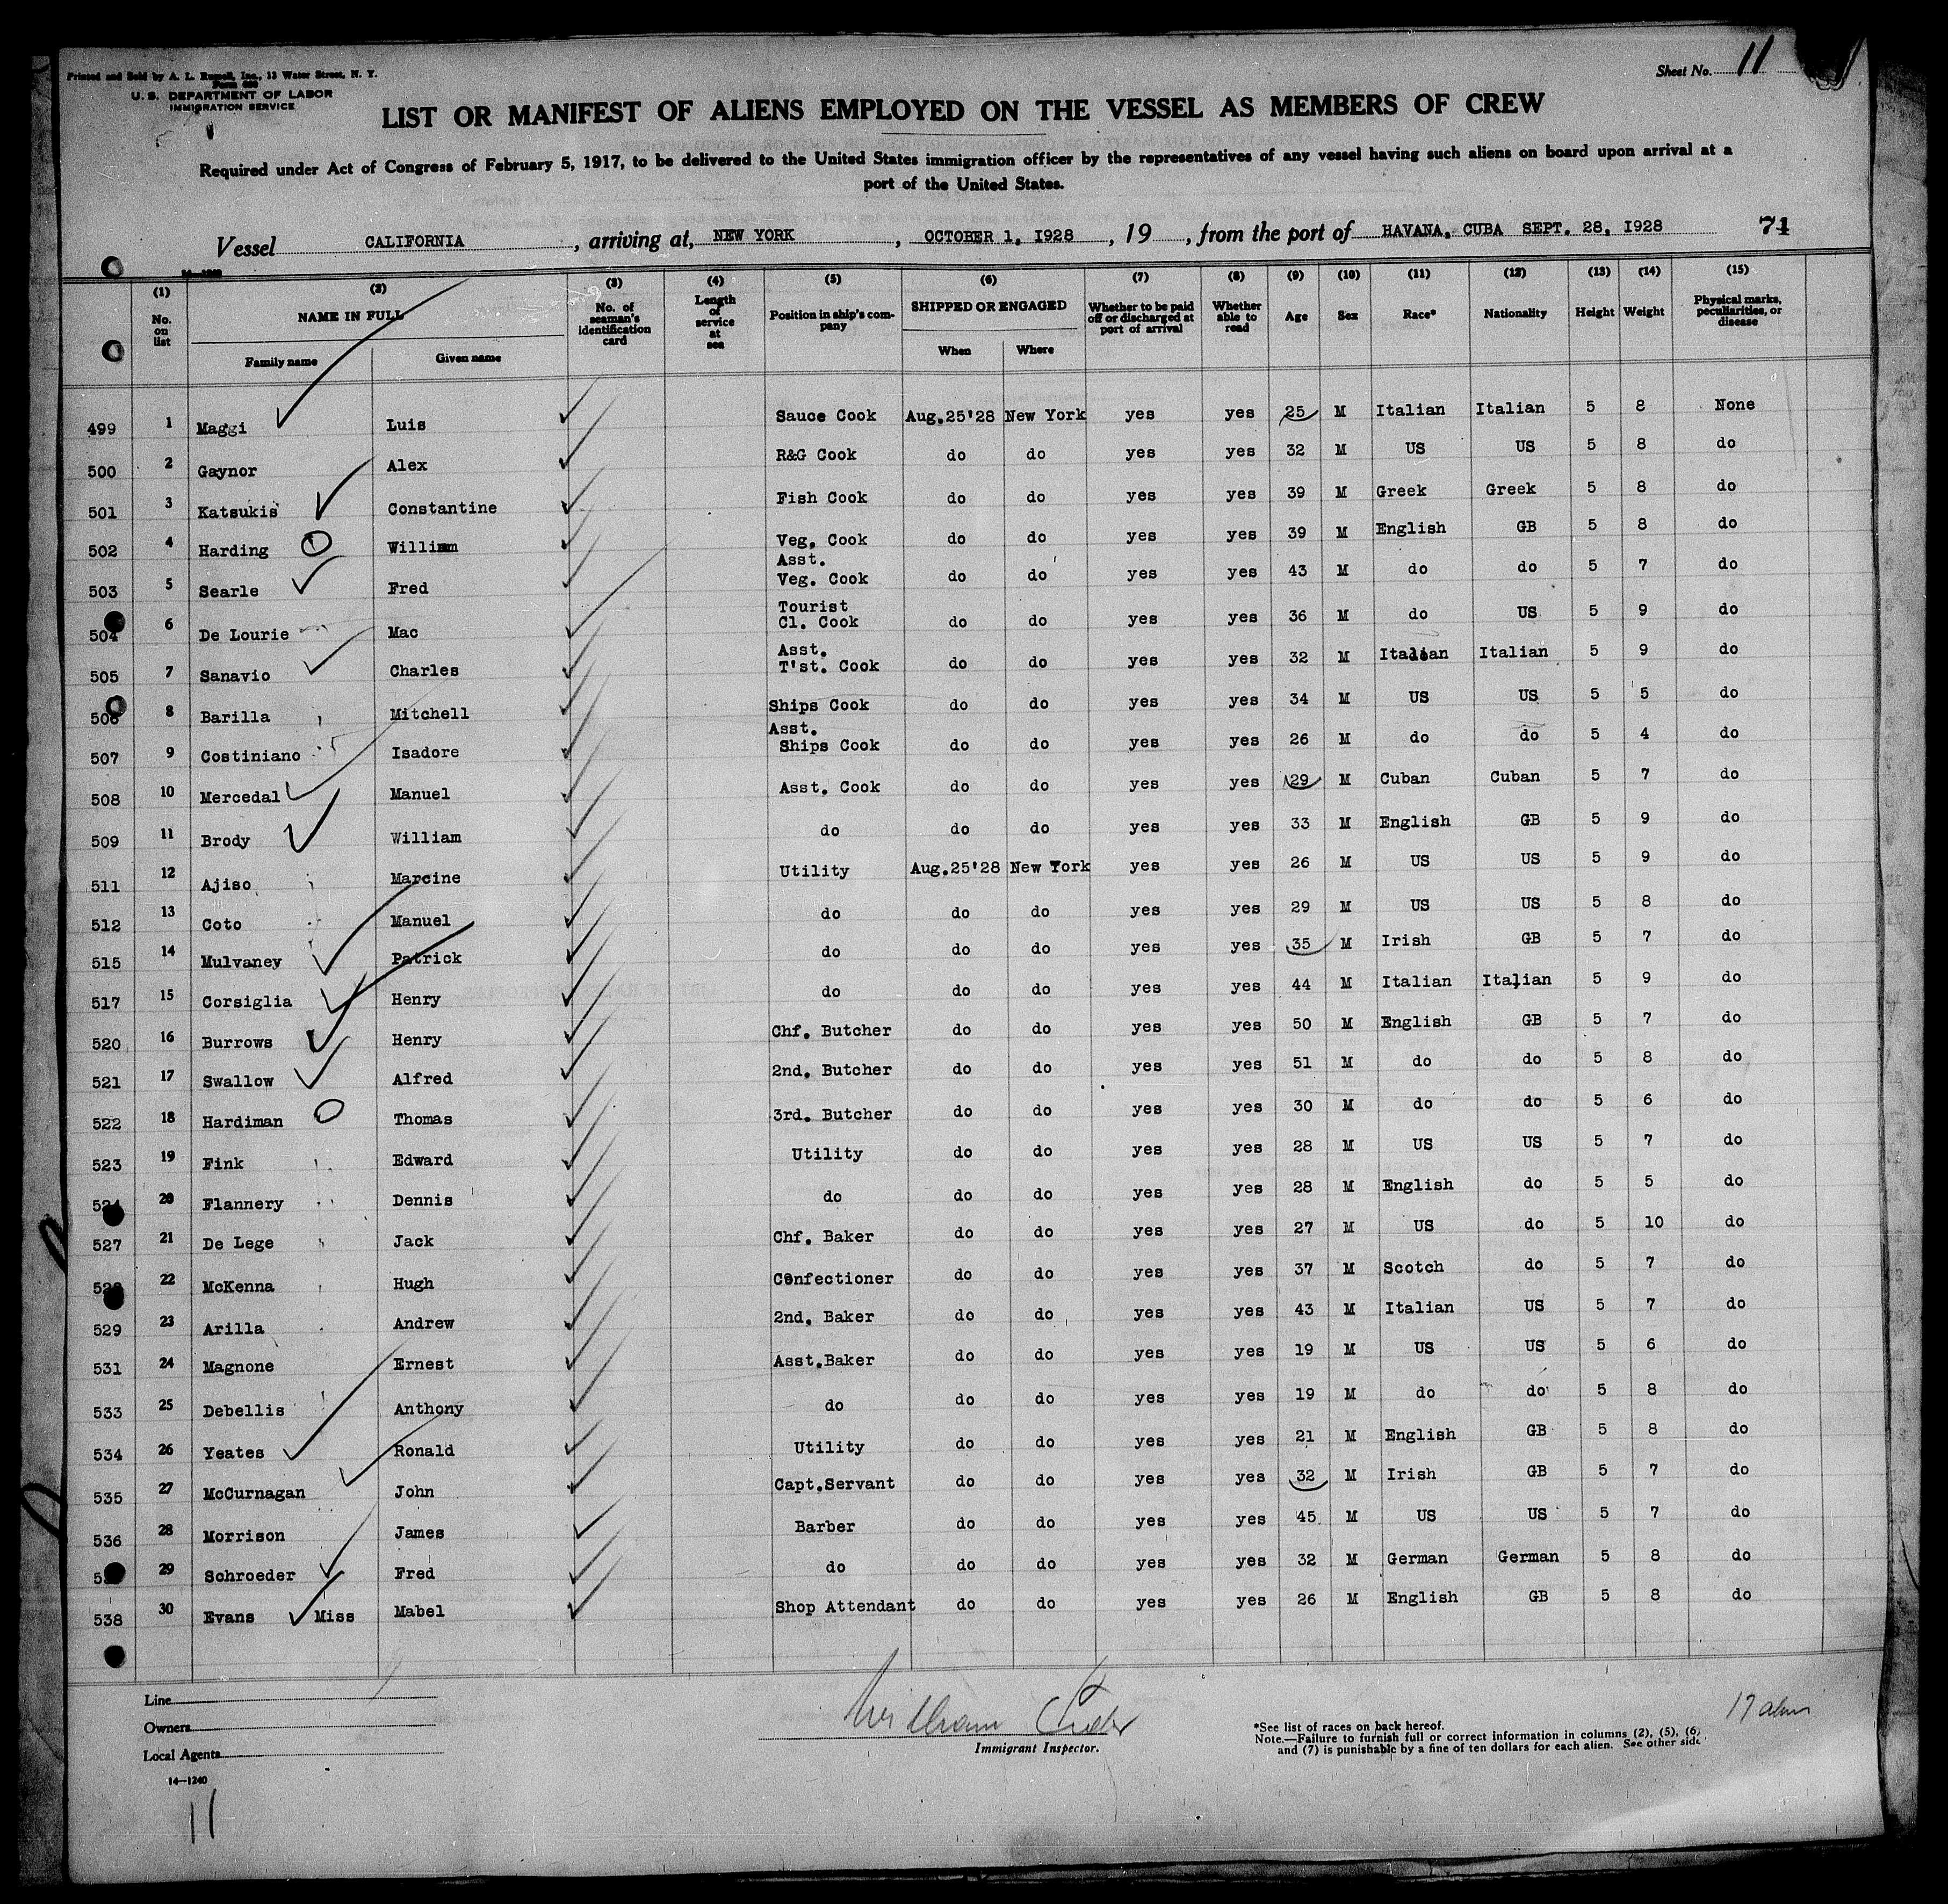 Printed and Sold by A. L. Russell, Inc., 13 Water Street, N. Y.
Form 680
U. S. DEPARTMENT OF LABOR
IMMIGRATION SERVICE
Sheet No. 11
LIST OR MANIFEST OF ALIENS EMPLOYED ON THE VESSEL AS MEMBERS OF CREW
Required under Act of Congress of February 5, 1917, to be delivered to the United States immigration officer by the representatives of any vessel having such aliens on board upon arrival at a
port of the United States.
Vessel CALIFORNIA, arriving at, NEW YORK, OCTOBER 1, 1928, 19, from the port of HAVANA, CUBA SEPT. 28, 1928 71
14-1240
(1) (2) (3) (4) (5) (6) (7) (8) (9) (10) (11) (12) (13) (14) (15)
No. on list NAME IN FULL Family name Given name No. of seaman's identification card Length of service at sea Position in ship's company SHIPPED OR ENGAGED When Where Whether to be paid off or discharged at port of arrival Whether able to read Age Sex Race* Nationality Height Weight Physical marks, peculiarities, or disease
499 1 Maggi Luis Sauce Cook Aug.25'28 New York yes yes 25 M Italian Italian 5 8 None
500 2 Gaynor Alex R&G Cook do do yes yes 32 M US US 5 8 do
501 3 Katsukis Constantine Fish Cook do do yes yes 39 M Greek Greek 5 8 do
502 4 Harding William Veg. Cook do do yes yes 39 M English GB 5 8 do
503 5 Searle Fred Asst. Veg. Cook do do yes yes 43 M do do 5 7 do
504 6 De Lourie Mac Tourist Cl. Cook do do yes yes 36 M do US 5 9 do
505 7 Sanavio Charles Asst. T'st. Cook do do yes yes 32 M Italian Italian 5 9 do
506 8 Barilla Mitchell Ships Cook do do yes yes 34 M US US 5 5 do
507 9 Costiniano Isadore Asst. Ships Cook do do yes yes 26 M do do 5 4 do
508 10 Mercedal Manuel Asst. Cook do do yes yes 29 M Cuban Cuban 5 7 do
509 11 Brody William do do do yes yes 33 M English GB 5 9 do
511 12 Ajiso Marcine Utility Aug.25'28 New York yes yes 26 M US US 5 9 do
512 13 Coto Manuel do do do yes yes 29 M US US 5 8 do
515 14 Mulvaney Patrick do do do yes yes 35 M Irish GB 5 7 do
517 15 Corsiglia Henry do do do yes yes 44 M Italian Italian 5 9 do
520 16 Burrows Henry Chf. Butcher do do yes yes 50 M English GB 5 7 do
521 17 Swallow Alfred 2nd. Butcher do do yes yes 51 M do do 5 8 do
522 18 Hardiman Thomas 3rd. Butcher do do yes yes 30 M do do 5 6 do
523 19 Fink Edward Utility do do yes yes 28 M US US 5 7 do
524 20 Flannery Dennis do do do yes yes 28 M English do 5 5 do
527 21 De Lege Jack Chf. Baker do do yes yes 27 M US do 5 10 do
528 22 McKenna Hugh Confectioner do do yes yes 37 M Scotch do 5 7 do
529 23 Arilla Andrew 2nd. Baker do do yes yes 43 M Italian US 5 7 do
531 24 Magnone Ernest Asst.Baker do do yes yes 19 M US US 5 6 do
533 25 Debellis Anthony do do do yes yes 19 M do do 5 8 do
534 26 Yeates Ronald Utility do do yes yes 21 M English GB 5 8 do
535 27 McCurnagan John Capt.Servant do do yes yes 32 M Irish GB 5 7 do
536 28 Morrison James Barber do do yes yes 45 M US US 5 7 do
29 Schroeder Fred do do do yes yes 32 M German German 5 8 do
538 30 Evans Miss Mabel Shop Attendant do do yes yes 26 M English GB 5 8 do
Line
Owners
Local Agents
14—1240
11
William
Immigrant Inspector.
*See list of races on back hereof.
Note.—Failure to furnish full or correct information in columns (2), (5), (6)
and (7) is punishable by a fine of ten dollars for each alien. See other side
17 aliens